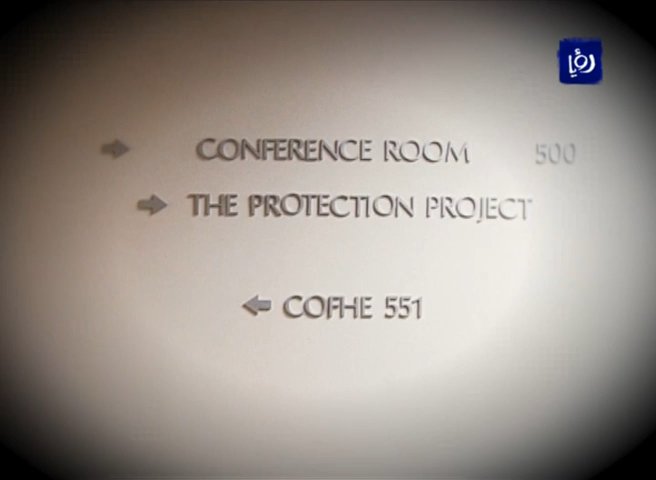 رؤيا
CONFERENCE ROOM 500
THE PROTECTION PROJECT
COFHE 551